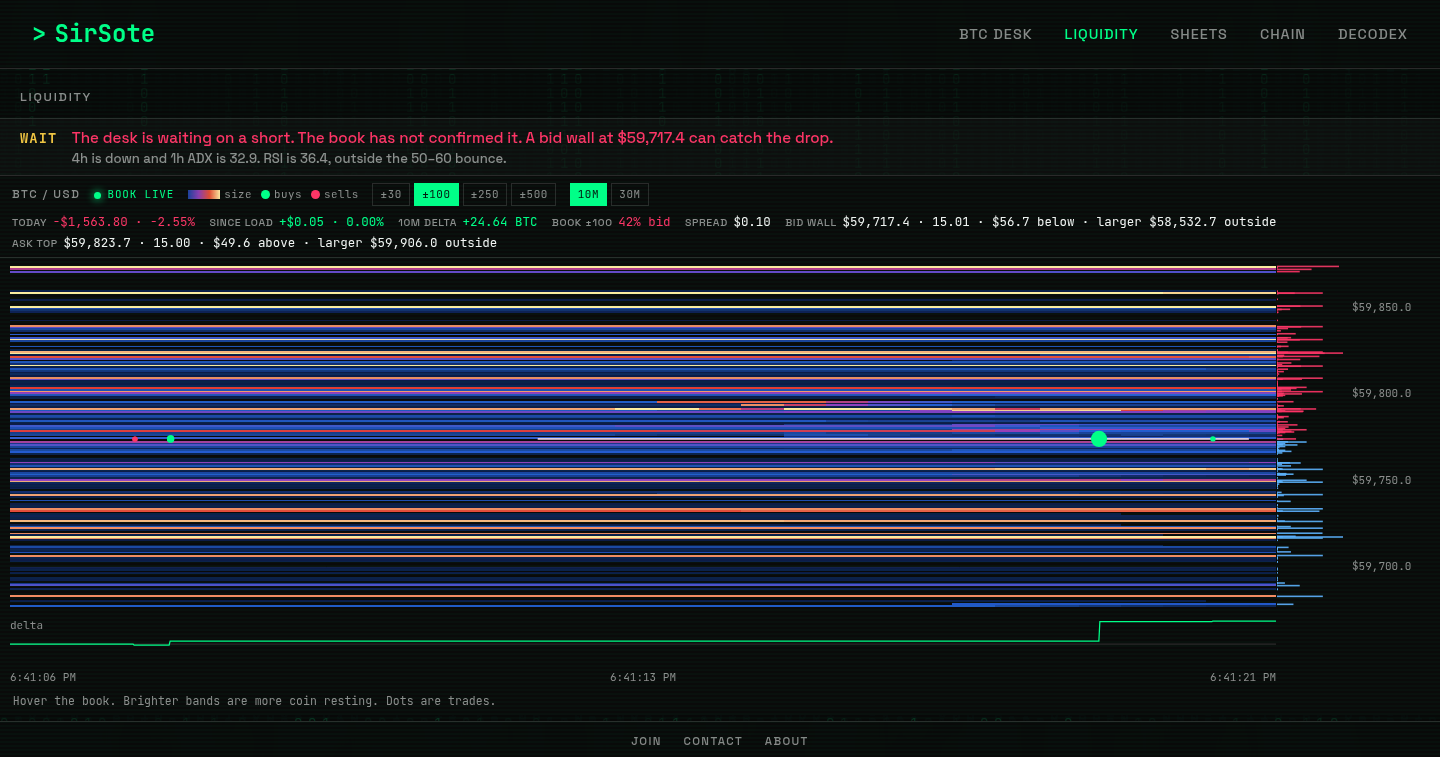 > SirSote
BTC DESK LIQUIDITY SHEETS CHAIN DECODEX
LIQUIDITY
WAIT The desk is waiting on a short. The book has not confirmed it. A bid wall at $59,717.4 can catch the drop.
4h is down and 1h ADX is 32.9. RSI is 36.4, outside the 50–60 bounce.
BTC / USD BOOK LIVE size buys sells ±30 ±100 ±250 ±500 10M 30M
TODAY -$1,563.80 · -2.55% SINCE LOAD +$0.05 · 0.00% 10M DELTA +24.64 BTC BOOK ±100 42% bid SPREAD $0.10 BID WALL $59,717.4 · 15.01 · $56.7 below · larger $58,532.7 outside
ASK TOP $59,823.7 · 15.00 · $49.6 above · larger $59,906.0 outside
$59,850.0
$59,800.0
$59,750.0
$59,700.0
delta
6:41:06 PM 6:41:13 PM 6:41:21 PM
Hover the book. Brighter bands are more coin resting. Dots are trades.
JOIN CONTACT ABOUT